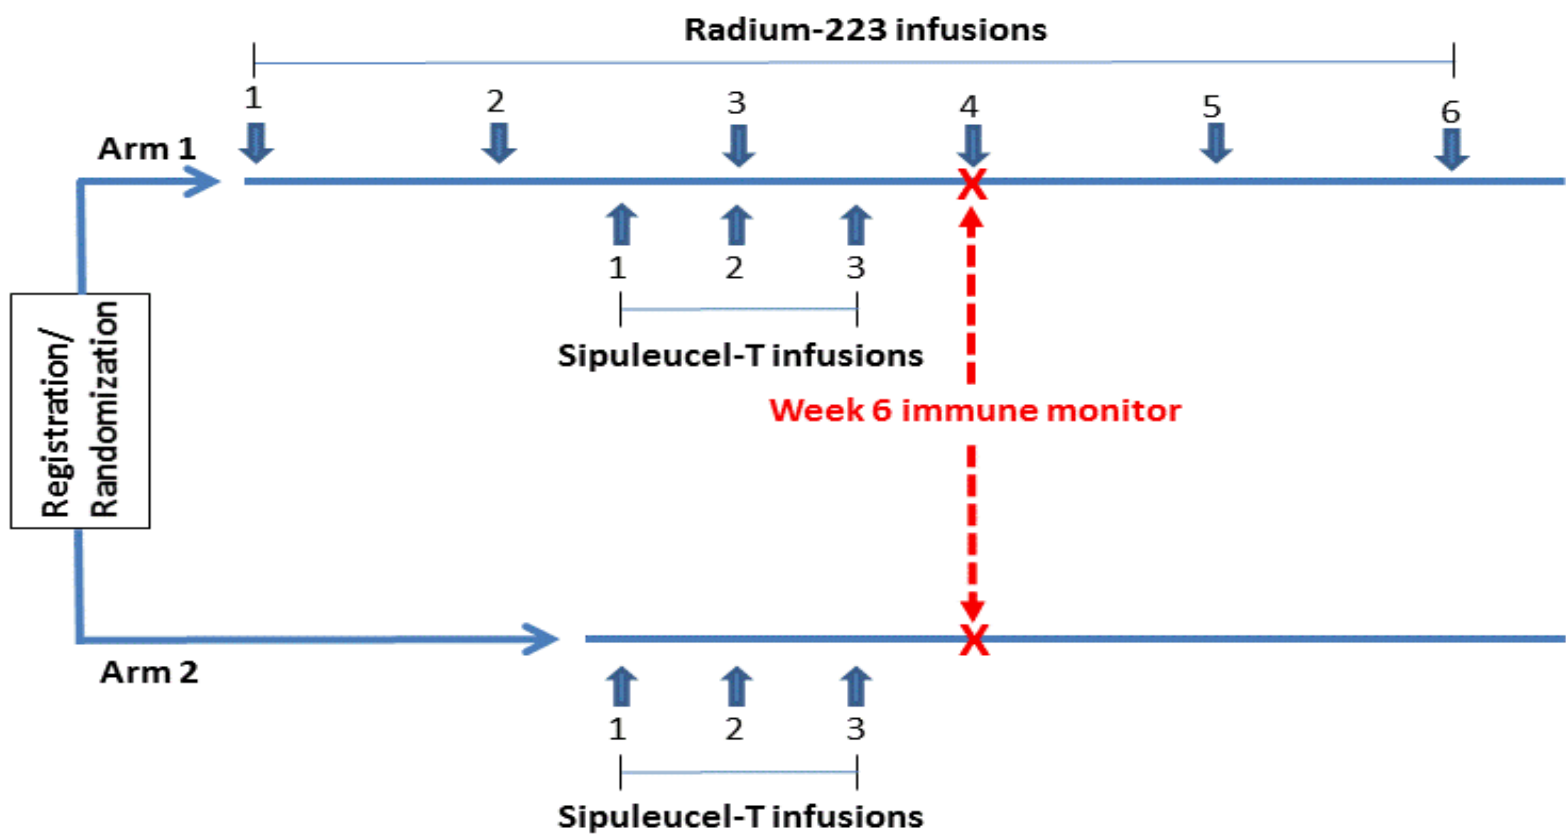 Radium-223 infusions
1 2 3 4 5 6
Arm 1
X
1 2 3
Sipuleucel-T infusions
Week 6 immune monitor
Registration/
Randomization
X
Arm 2
1 2 3
Sipuleucel-T infusions